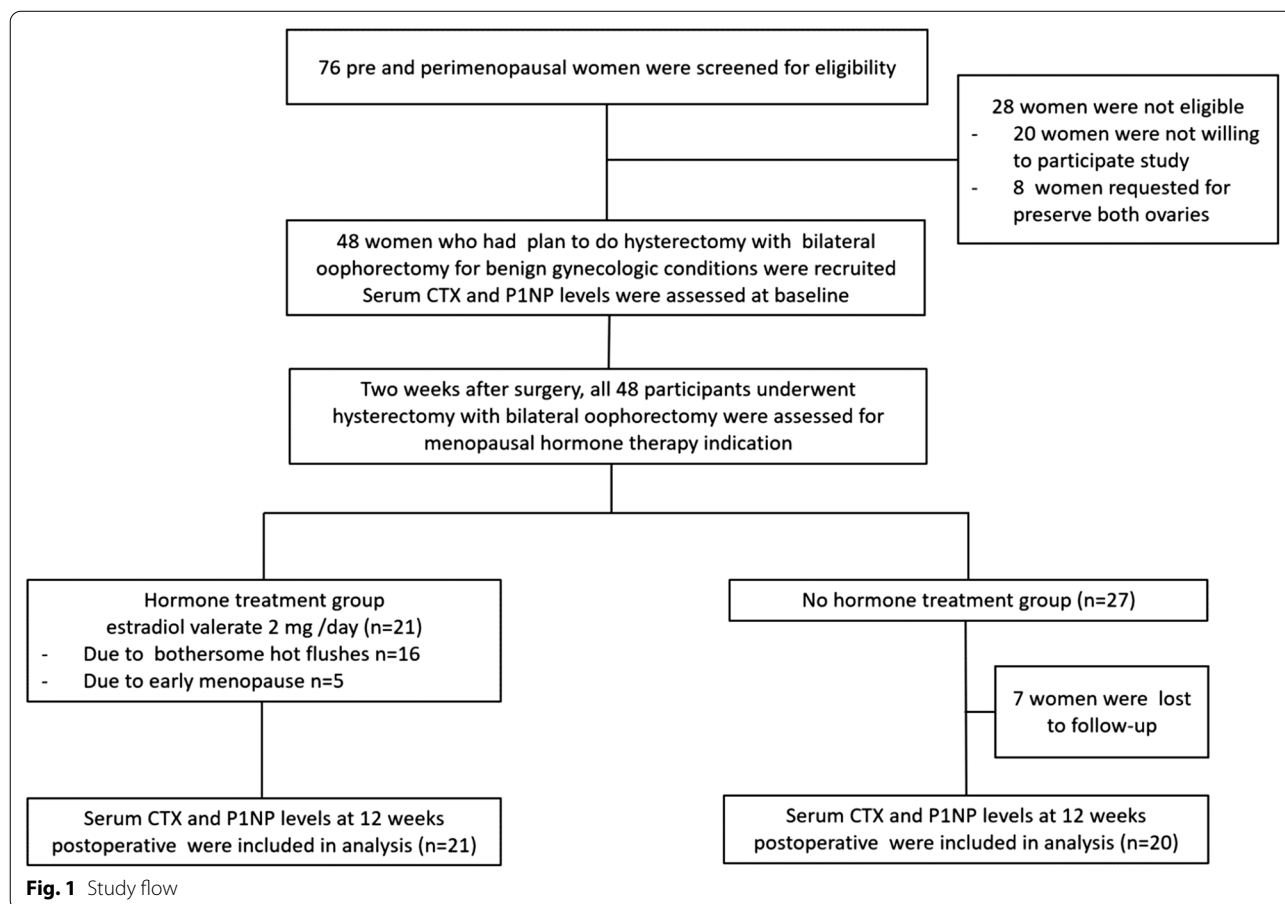 76 pre and perimenopausal women were screened for eligibility
28 women were not eligible
- 20 women were not willing
to participate study
- 8 women requested for
preserve both ovaries
48 women who had plan to do hysterectomy with bilateral
oophorectomy for benign gynecologic conditions were recruited
Serum CTX and P1NP levels were assessed at baseline
Two weeks after surgery, all 48 participants underwent
hysterectomy with bilateral oophorectomy were assessed for
menopausal hormone therapy indication
Hormone treatment group
estradiol valerate 2 mg /day (n=21)
- Due to bothersome hot flushes n=16
- Due to early menopause n=5
No hormone treatment group (n=27)
7 women were lost
to follow-up
Serum CTX and P1NP levels at 12 weeks
postoperative were included in analysis (n=21)
Serum CTX and P1NP levels at 12 weeks
postoperative were included in analysis (n=20)
Fig. 1 Study flow